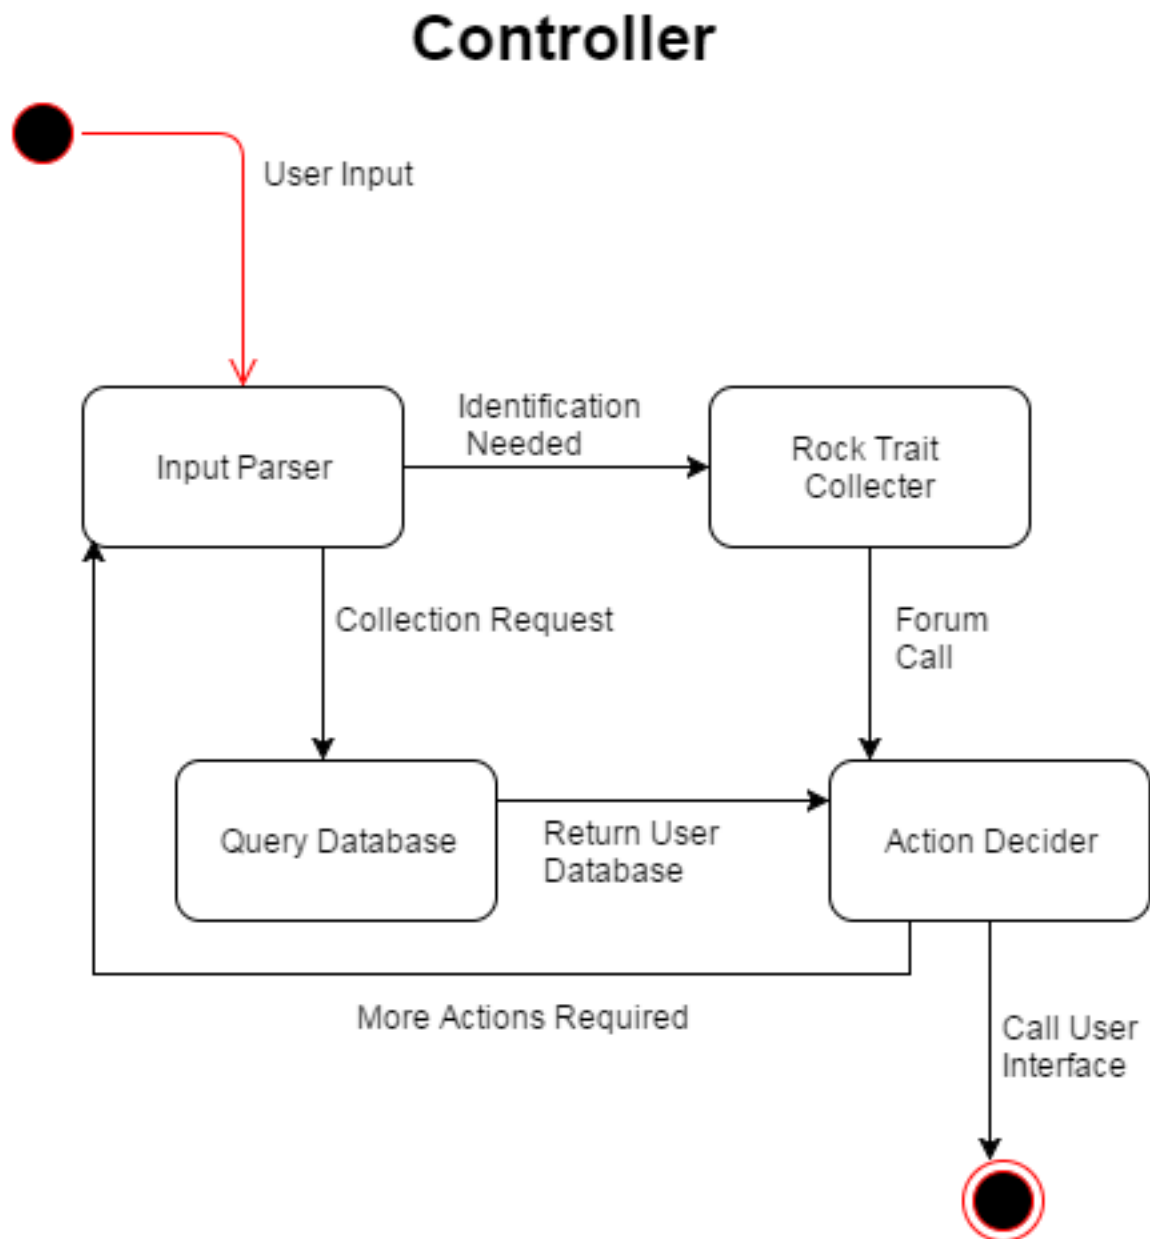 Controller
User Input
Identification
Needed
Input Parser
Rock Trait
Collecter
Collection Request
Forum
Call
Query Database
Return User
Database
Action Decider
More Actions Required
Call User
Interface